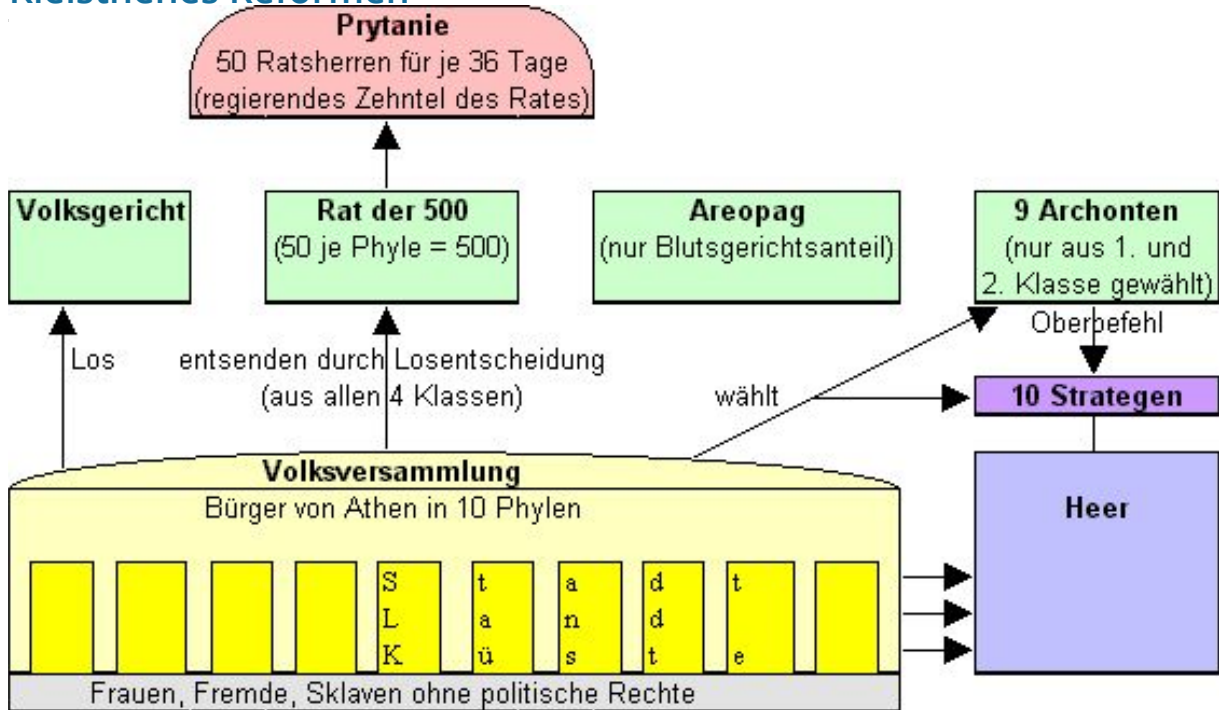 Kleisthenes Reformen
Prytanie
50 Ratsherren für je 36 Tage
(regierendes Zehntel des Rates)
Volksgericht
Rat der 500
(50 je Phyle = 500)
Areopag
(nur Blutsgerichtsanteil)
9 Archonten
(nur aus 1. und
2. Klasse gewählt)
Los
entsenden durch Losentscheidung
(aus allen 4 Klassen)
wählt
Oberbefehl
10 Strategen
Volksversammlung
Bürger von Athen in 10 Phylen
Heer
S t a d t
L a n d
K ü s t e
Frauen, Fremde, Sklaven ohne politische Rechte